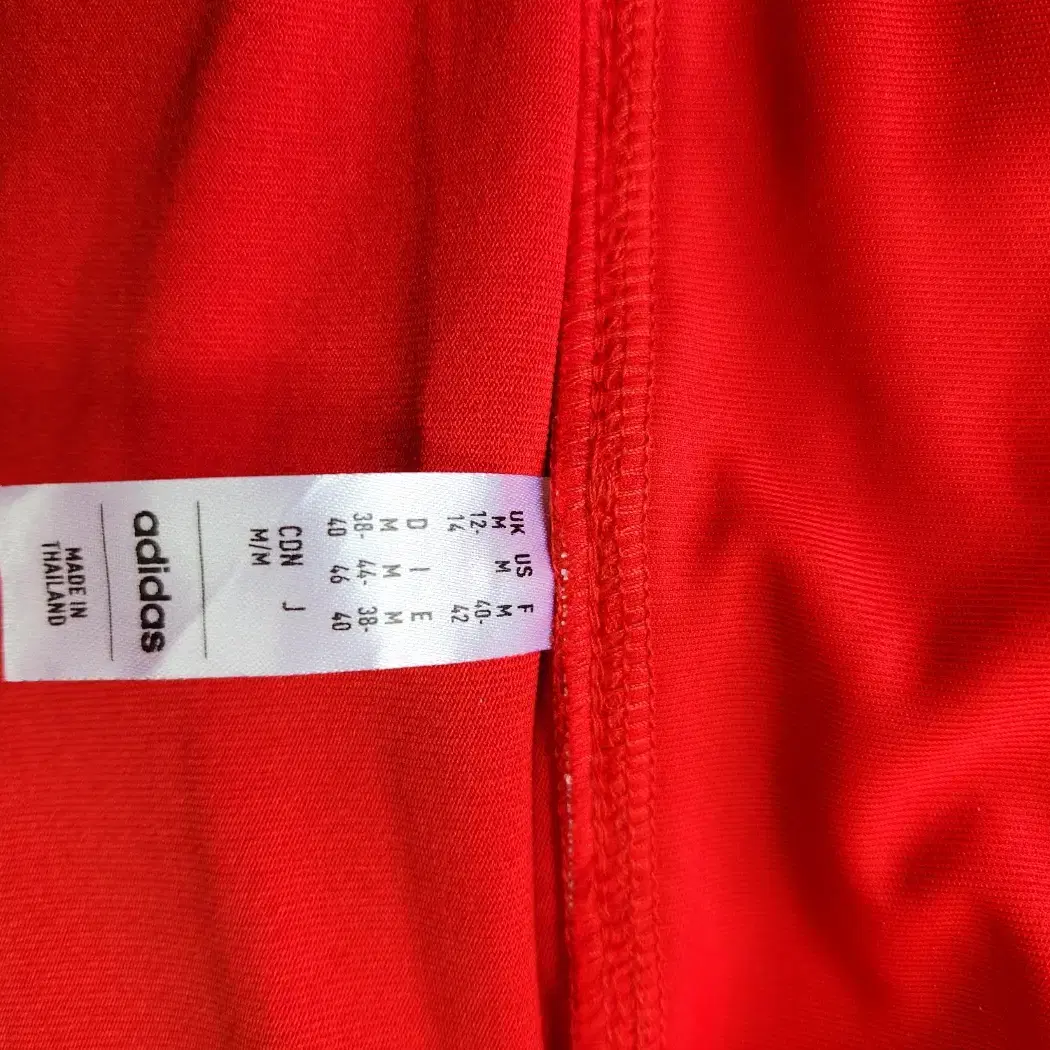 UK US F
M M M
12- 40-
14 42
D I E
M M M
38- 44- 38-
40 46 40
CDN J
M/M
adidas
MADE IN
THAILAND